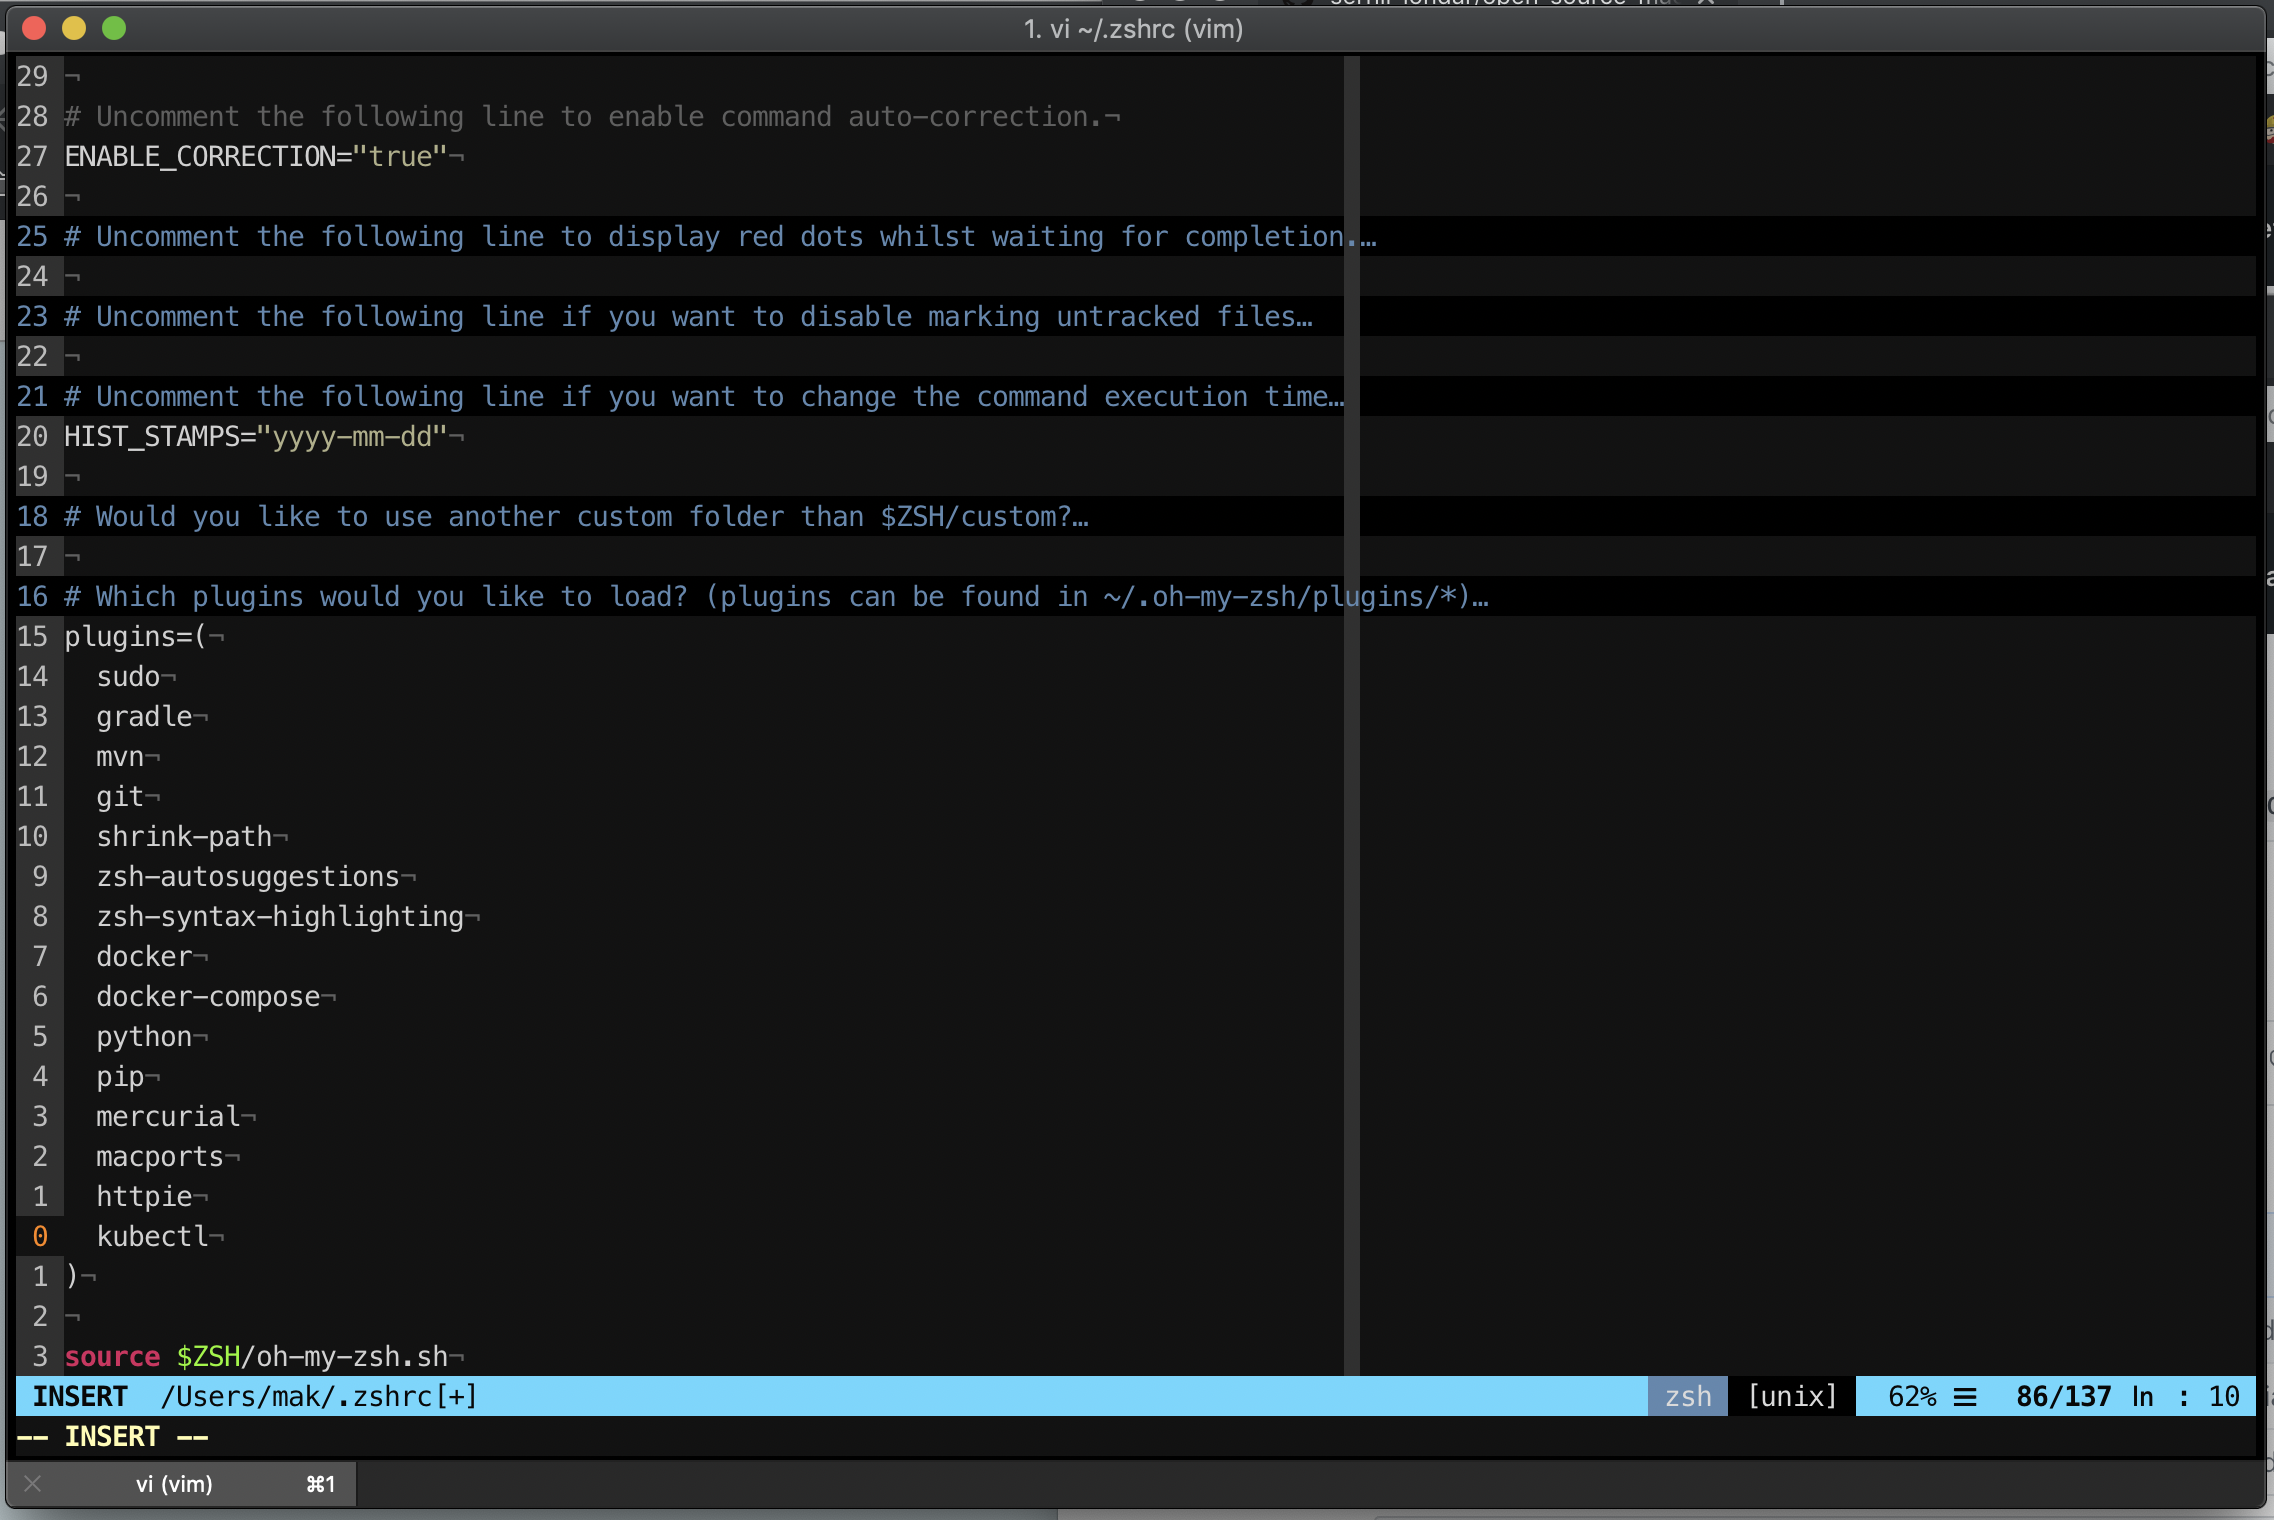 1. vi ~/.zshrc (vim)
29 ¬
28 # Uncomment the following line to enable command auto-correction.¬
27 ENABLE_CORRECTION="true"¬
26 ¬
25 # Uncomment the following line to display red dots whilst waiting for completion.…
24 ¬
23 # Uncomment the following line if you want to disable marking untracked files…
22 ¬
21 # Uncomment the following line if you want to change the command execution time…
20 HIST_STAMPS="yyyy-mm-dd"¬
19 ¬
18 # Would you like to use another custom folder than $ZSH/custom?…
17 ¬
16 # Which plugins would you like to load? (plugins can be found in ~/.oh-my-zsh/plugins/*)…
15 plugins=(¬
14   sudo¬
13   gradle¬
12   mvn¬
11   git¬
10   shrink-path¬
9   zsh-autosuggestions¬
8   zsh-syntax-highlighting¬
7   docker¬
6   docker-compose¬
5   python¬
4   pip¬
3   mercurial¬
2   macports¬
1   httpie¬
0   kubectl¬
1 )¬
2 ¬
3 source $ZSH/oh-my-zsh.sh¬
INSERT /Users/mak/.zshrc[+] zsh [unix] 62% ☰ 86/137 ln : 10
-- INSERT --
vi (vim) ⌘1